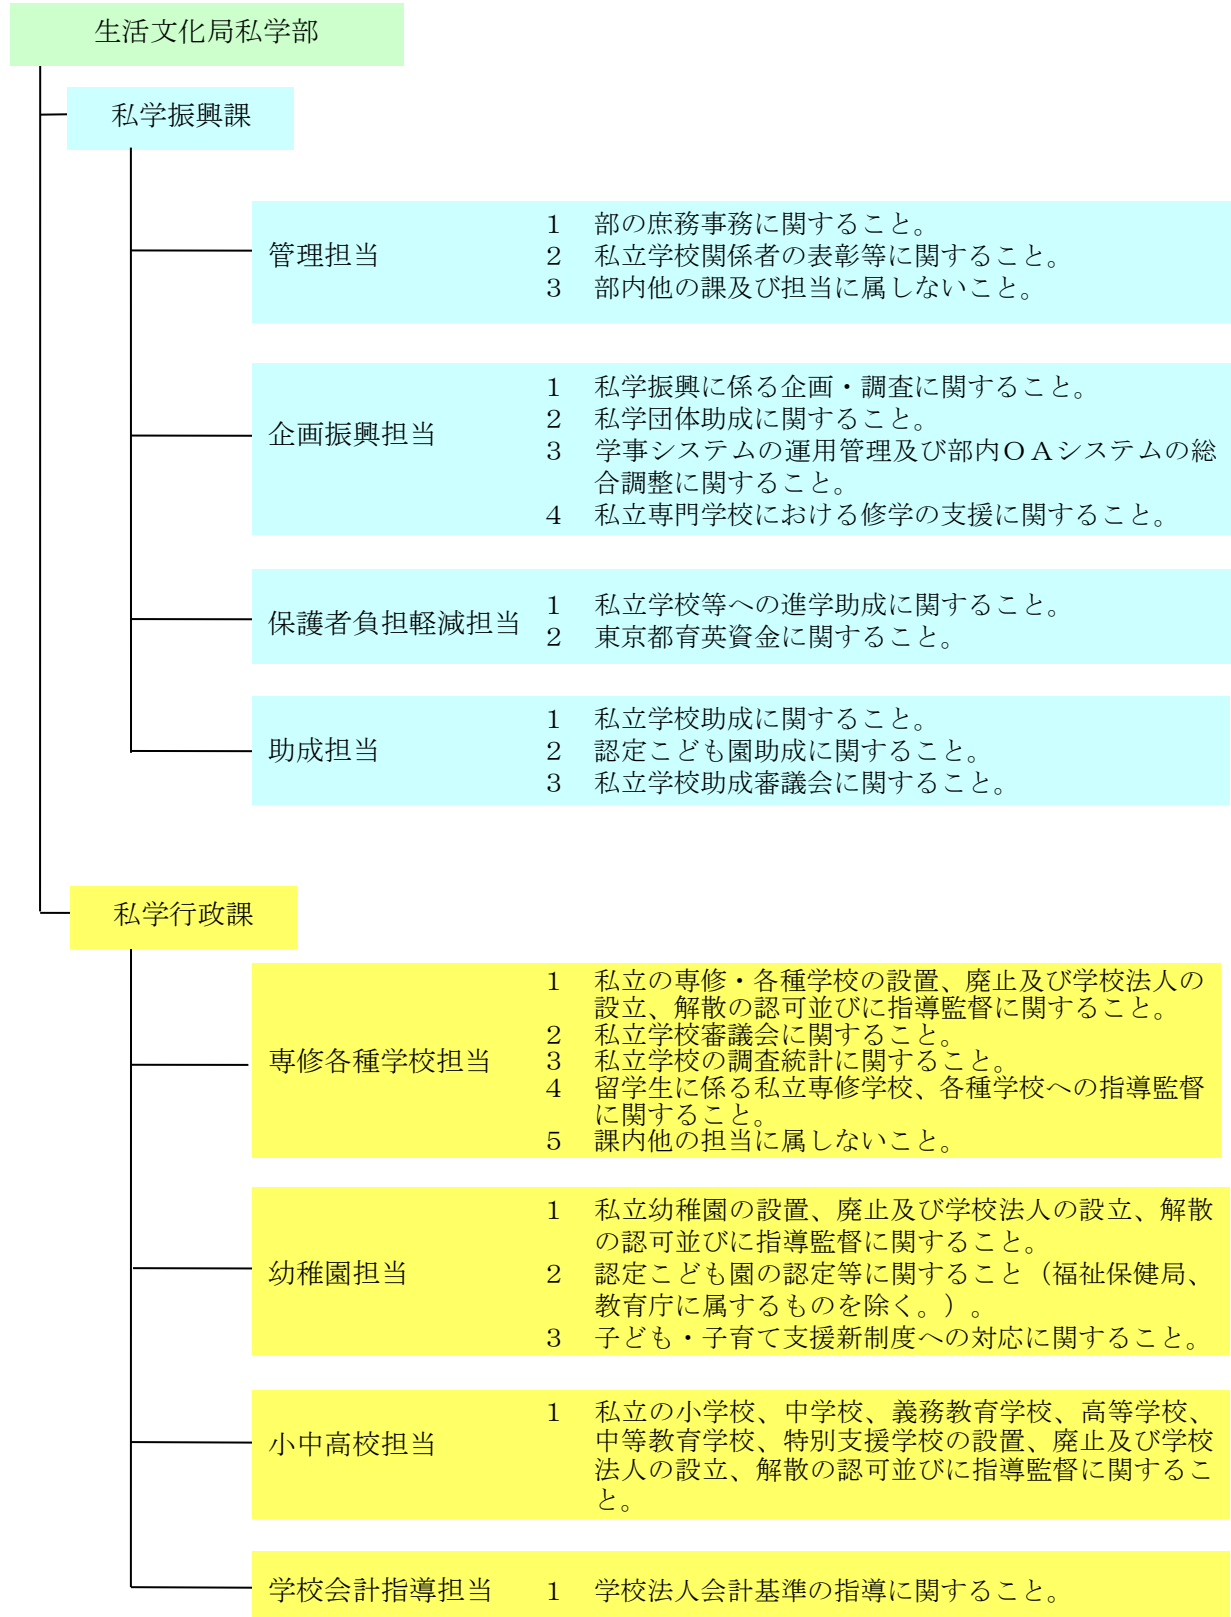 生活文化局私学部
私学振興課
管理担当
１　部の庶務事務に関すること。
２　私立学校関係者の表彰等に関すること。
３　部内他の課及び担当に属しないこと。
企画振興担当
１　私学振興に係る企画・調査に関すること。
２　私学団体助成に関すること。
３　学事システムの運用管理及び部内ＯＡシステムの総
合調整に関すること。
４　私立専門学校における修学の支援に関すること。
保護者負担軽減担当
１　私立学校等への進学助成に関すること。
２　東京都育英資金に関すること。
助成担当
１　私立学校助成に関すること。
２　認定こども園助成に関すること。
３　私立学校助成審議会に関すること。
私学行政課
専修各種学校担当
１　私立の専修・各種学校の設置、廃止及び学校法人の
設立、解散の認可並びに指導監督に関すること。
２　私立学校審議会に関すること。
３　私立学校の調査統計に関すること。
４　留学生に係る私立専修学校、各種学校への指導監督
に関すること。
５　課内他の担当に属しないこと。
幼稚園担当
１　私立幼稚園の設置、廃止及び学校法人の設立、解散
の認可並びに指導監督に関すること。
２　認定こども園の認定等に関すること（福祉保健局、
教育庁に属するものを除く。）。
３　子ども・子育て支援新制度への対応に関すること。
小中高校担当
１　私立の小学校、中学校、義務教育学校、高等学校、
中等教育学校、特別支援学校の設置、廃止及び学校
法人の設立、解散の認可並びに指導監督に関するこ
と。
学校会計指導担当
１　学校法人会計基準の指導に関すること。